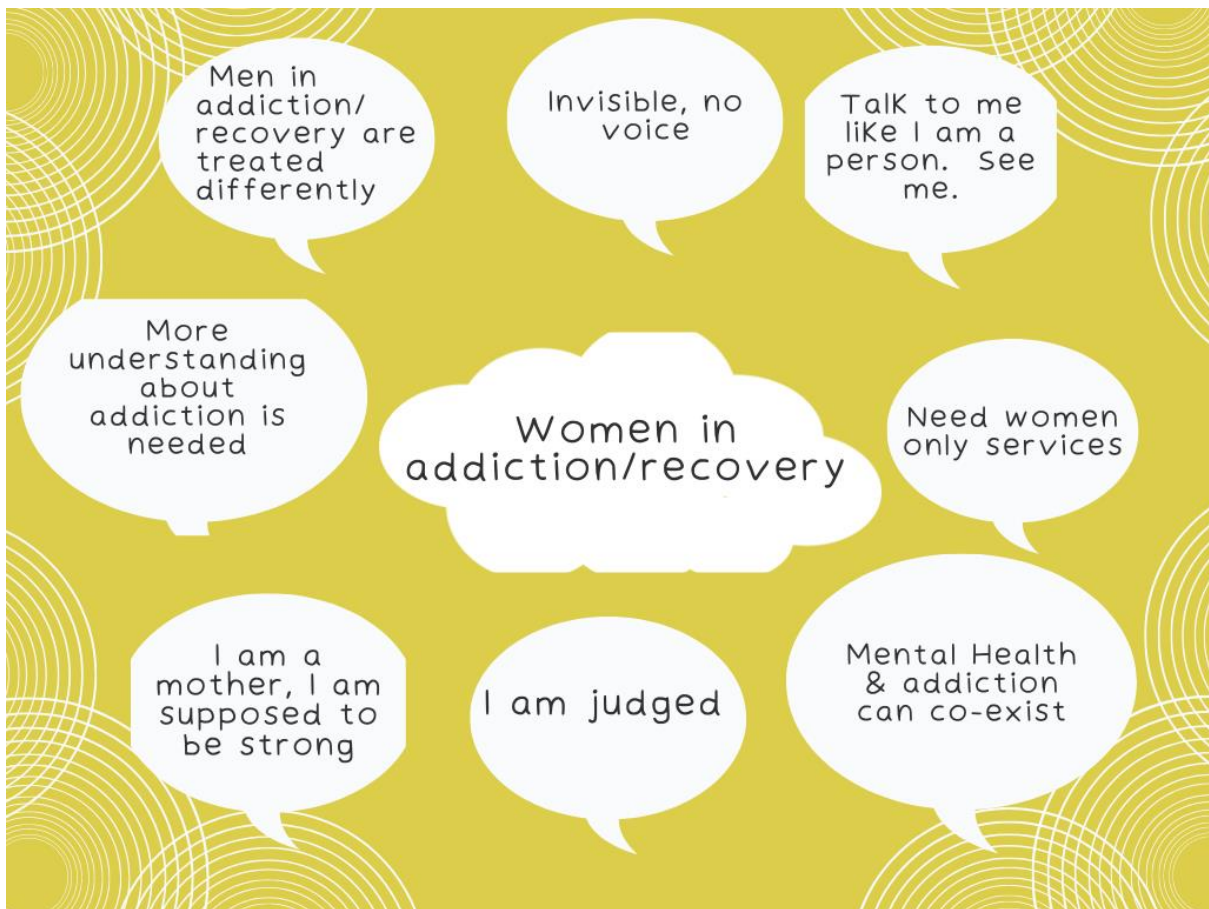 Men in
addiction/
recovery are
treated
differently
Invisible, no
voice
Talk to me
like I am a
person.  See
me.
More
understanding
about
addiction is
needed
Women in
addiction/recovery
Need women
only services
I am a
mother, I am
supposed to
be strong
I am judged
Mental Health
& addiction
can co-exist